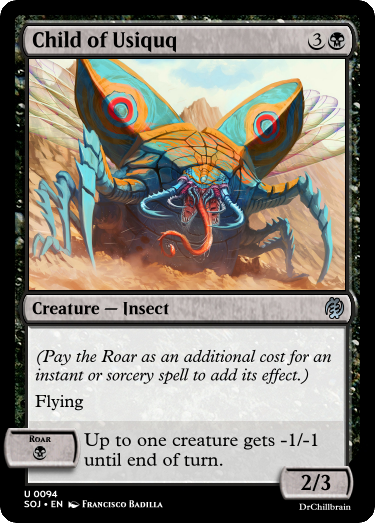 Child of Usiquq 3
Creature — Insect
(Pay the Roar as an additional cost for an
instant or sorcery spell to add its effect.)
Flying
ROAR
Up to one creature gets -1/-1
until end of turn.
2/3
U 0094
SOJ • EN Francisco Badilla
DrChillbrain